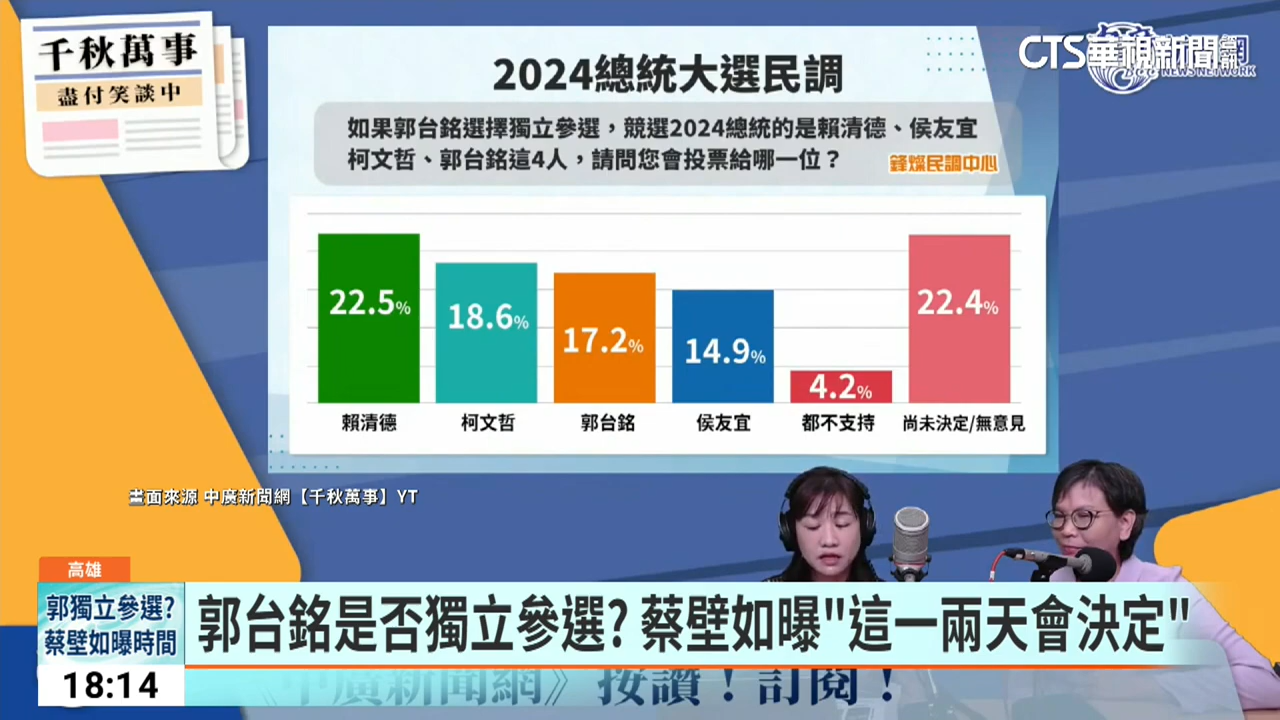 千秋萬事
盡付笑談中
CTS華視新聞
NEWS NETWORK
2024總統大選民調
如果郭台銘選擇獨立參選，競選2024總統的是賴清德、侯友宜
柯文哲、郭台銘這4人，請問您會投票給哪一位？
鋒燦民調中心
22.5%
18.6%
17.2%
14.9%
4.2%
22.4%
賴清德
柯文哲
郭台銘
侯友宜
都不支持
尚未決定/無意見
畫面來源 中廣新聞網【千秋萬事】YT
高雄
郭獨立參選?
蔡壁如曝時間
郭台銘是否獨立參選? 蔡壁如曝"這一兩天會決定"
18:14
《中廣新聞網》按讚！訂閱！